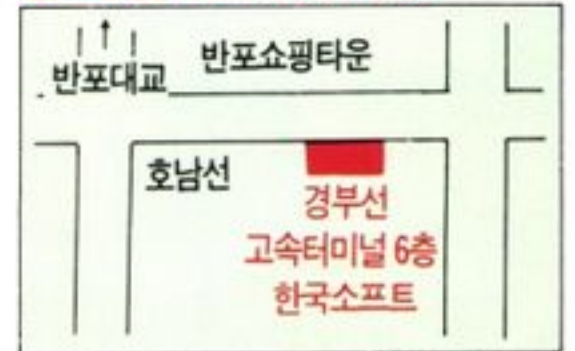 반포대교
반포쇼핑타운
호남선
경부선
고속터미널 6층
한국소프트